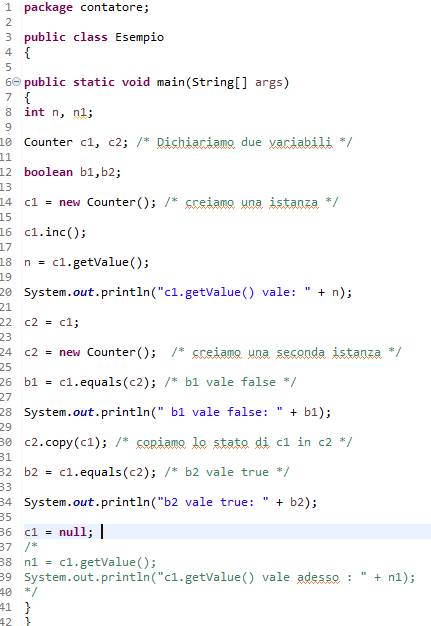 1 package contatore;
2
3 public class Esempio
4 {
5
6 public static void main(String[] args)
7 {
8 int n, n1;
9
10 Counter c1, c2; /* Dichiariamo due variabili */
11
12 boolean b1,b2;
13
14 c1 = new Counter(); /* creiamo una istanza */
15
16 c1.inc();
17
18 n = c1.getValue();
19
20 System.out.println("c1.getValue() vale: " + n);
21
22 c2 = c1;
23
24 c2 = new Counter();  /* creiamo una seconda istanza */
25
26 b1 = c1.equals(c2); /* b1 vale false */
27
28 System.out.println(" b1 vale false: " + b1);
29
30 c2.copy(c1); /* copiamo lo stato di c1 in c2 */
31
32 b2 = c1.equals(c2); /* b2 vale true */
33
34 System.out.println("b2 vale true: " + b2);
35
36 c1 = null;
37 /*
38 n1 = c1.getValue();
39 System.out.println("c1.getValue() vale adesso : " + n1);
40 */
41 }
42 }